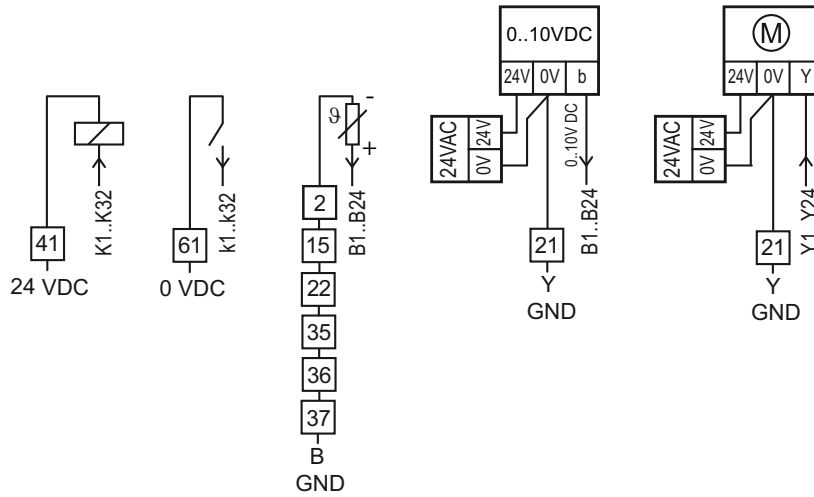 41
24 VDC
K1..K32
61
0 VDC
k1..k32
ϑ
-
+
B1..B24
2
15
22
35
36
37
B
GND
0..10VDC
24V 0V b
24VAC
24V
0V
0..10V DC
B1..B24
21
Y
GND
M
24V 0V Y
24VAC
24V
0V
Y1...Y24
21
Y
GND